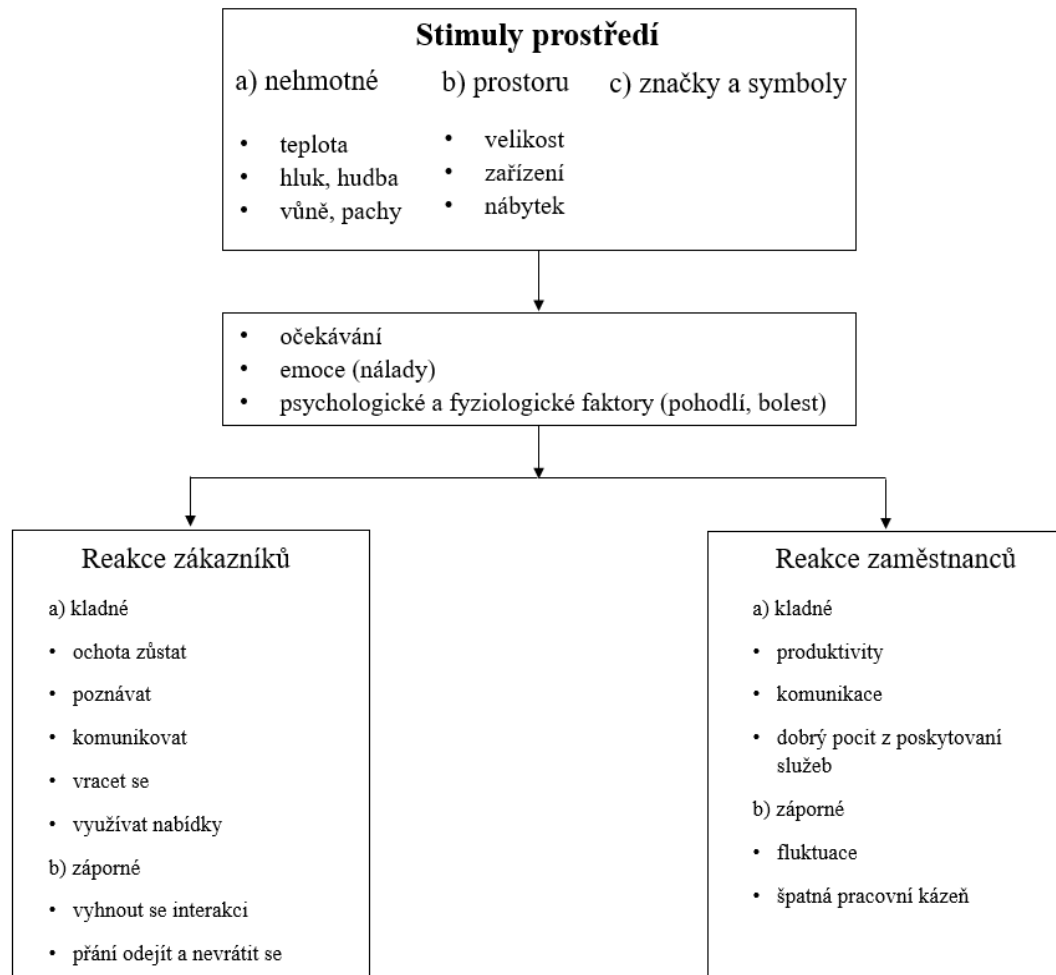 Stimuly prostředí
a) nehmotné
• teplota
• hluk, hudba
• vůně, pachy
b) prostoru
• velikost
• zařízení
• nábytek
c) značky a symboly
• očekávání
• emoce (nálady)
• psychologické a fyziologické faktory (pohodlí, bolest)
Reakce zákazníků
a) kladné
• ochota zůstat
• poznávat
• komunikovat
• vracet se
• využívat nabídky
b) záporné
• vyhnout se interakci
• přání odejít a nevrátit se
Reakce zaměstnanců
a) kladné
• produktivity
• komunikace
• dobrý pocit z poskytovaní
služeb
b) záporné
• fluktuace
• špatná pracovní kázeň